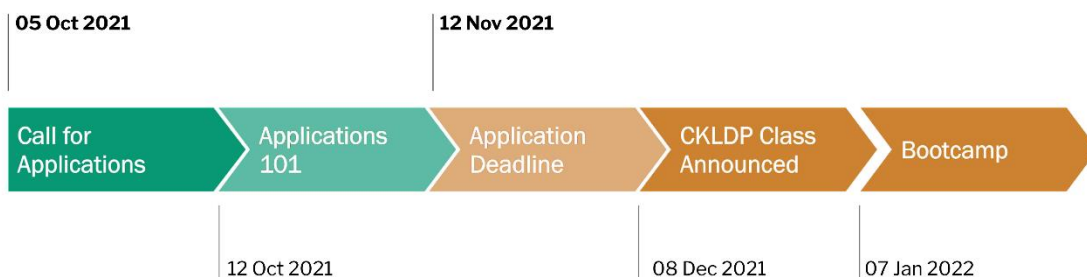 05 Oct 2021
12 Nov 2021
Call for
Applications
Applications
101
Application
Deadline
CKLDP Class
Announced
Bootcamp
12 Oct 2021
08 Dec 2021
07 Jan 2022